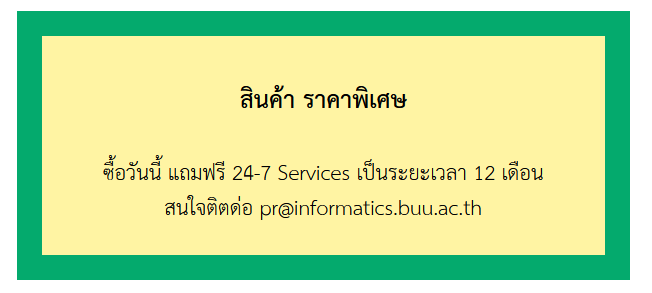 สินค้า ราคาพิเศษ
ซื้อวันนี้ แถมฟรี 24-7 Services เป็นระยะเวลา 12 เดือน
สนใจติตด่อ pr@informatics.buu.ac.th